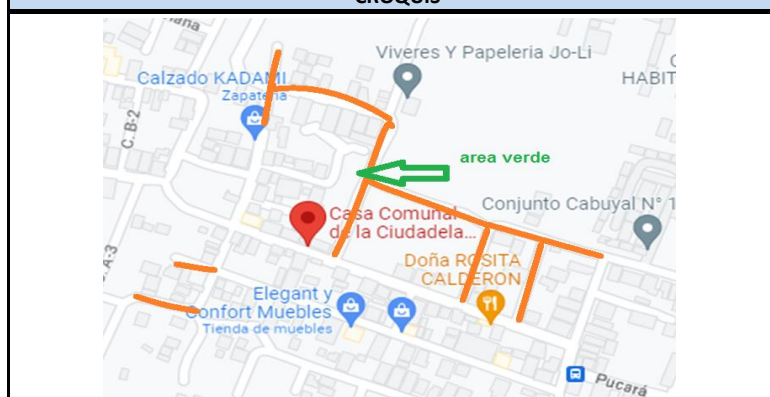 CROQUIS
Viveres Y Papeleria Jo-Li
HABIT
Calzado KADAMI
Zapatería
C. B-2
area verde
Conjunto Cabuyal N° 1
Casa Comunal
de la Ciudadela...
Doña ROSITA
CALDERON
A-3
Elegant y
Confort Muebles
Tienda de muebles
Pucará